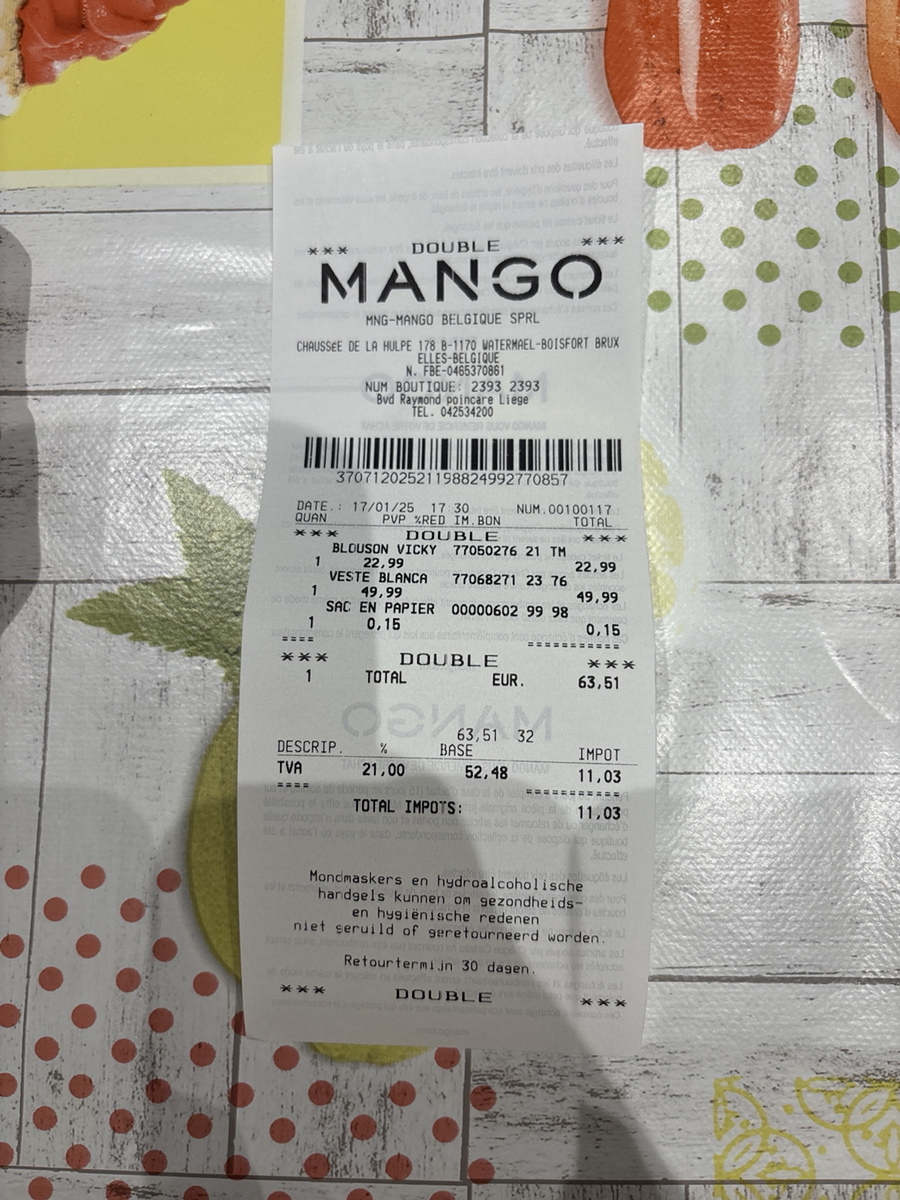 *** DOUBLE ***
MANGO
MNG-MANGO BELGIQUE SPRL
CHAUSSéE DE LA HULPE 178 B-1170 WATERMAEL-BOISFORT BRUX
ELLES-BELGIQUE
N. FBE-0465370861
NUM BOUTIQUE: 2393 2393
Bvd Raymond poincare Liege
TEL. 042534200
37071202521198824992770857
DATE.: 17/01/25 17 30 NUM.00100117
QUAN PVP %RED IM.BON TOTAL
*** DOUBLE ***
BLOUSON VICKY 77050276 21 TM
1 22,99 22,99
VESTE BLANCA 77068271 23 76
1 49,99 49,99
SAC EN PAPIER 00000602 99 98
1 0,15 0,15
==== ===========
*** DOUBLE ***
1 TOTAL EUR. 63,51
63,51 32
DESCRIP. % BASE IMPOT
TVA 21,00 52,48 11,03
==== ===========
TOTAL IMPOTS: 11,03
Mondmaskers en hydroalcoholische
handgels kunnen om gezondheids-
en hygiënische redenen
niet geruild of geretourneerd worden.
Retourtermijn 30 dagen.
*** DOUBLE ***